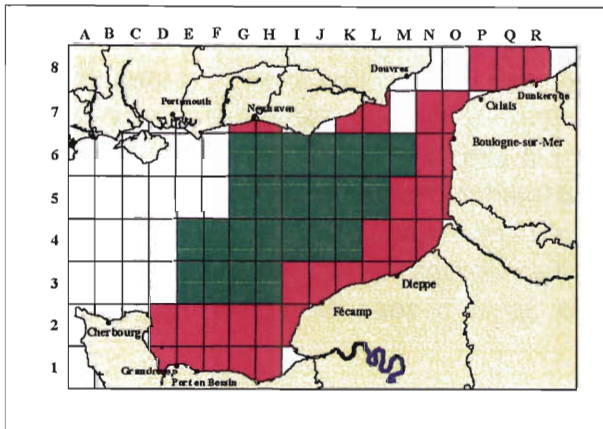 A B C D E F G H I J K L M N O P Q R
8
Douvres
Dunkerque
7
Portsmouth
Newhaven
Calais
6
Boulogne-sur-Mer
5
4
3
Dieppe
2
Cherbourg
Fécamp
1
Grandcamp
Port en Bessin